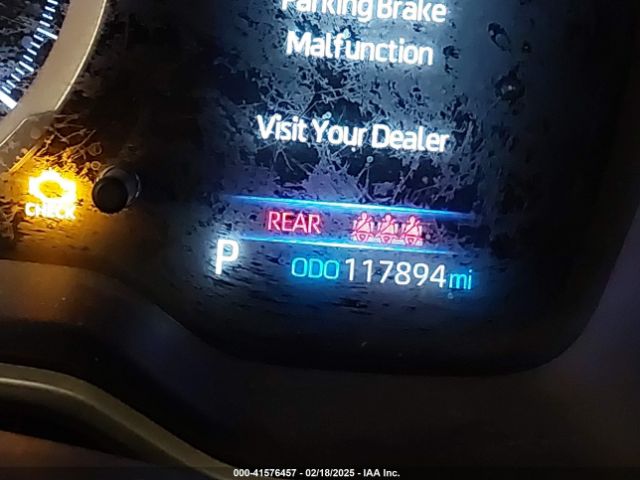 Parking Brake
Malfunction
Visit Your Dealer
CHECK
REAR
P ODO 117894 mi
000-41576457 - 02/18/2025 - IAA Inc.